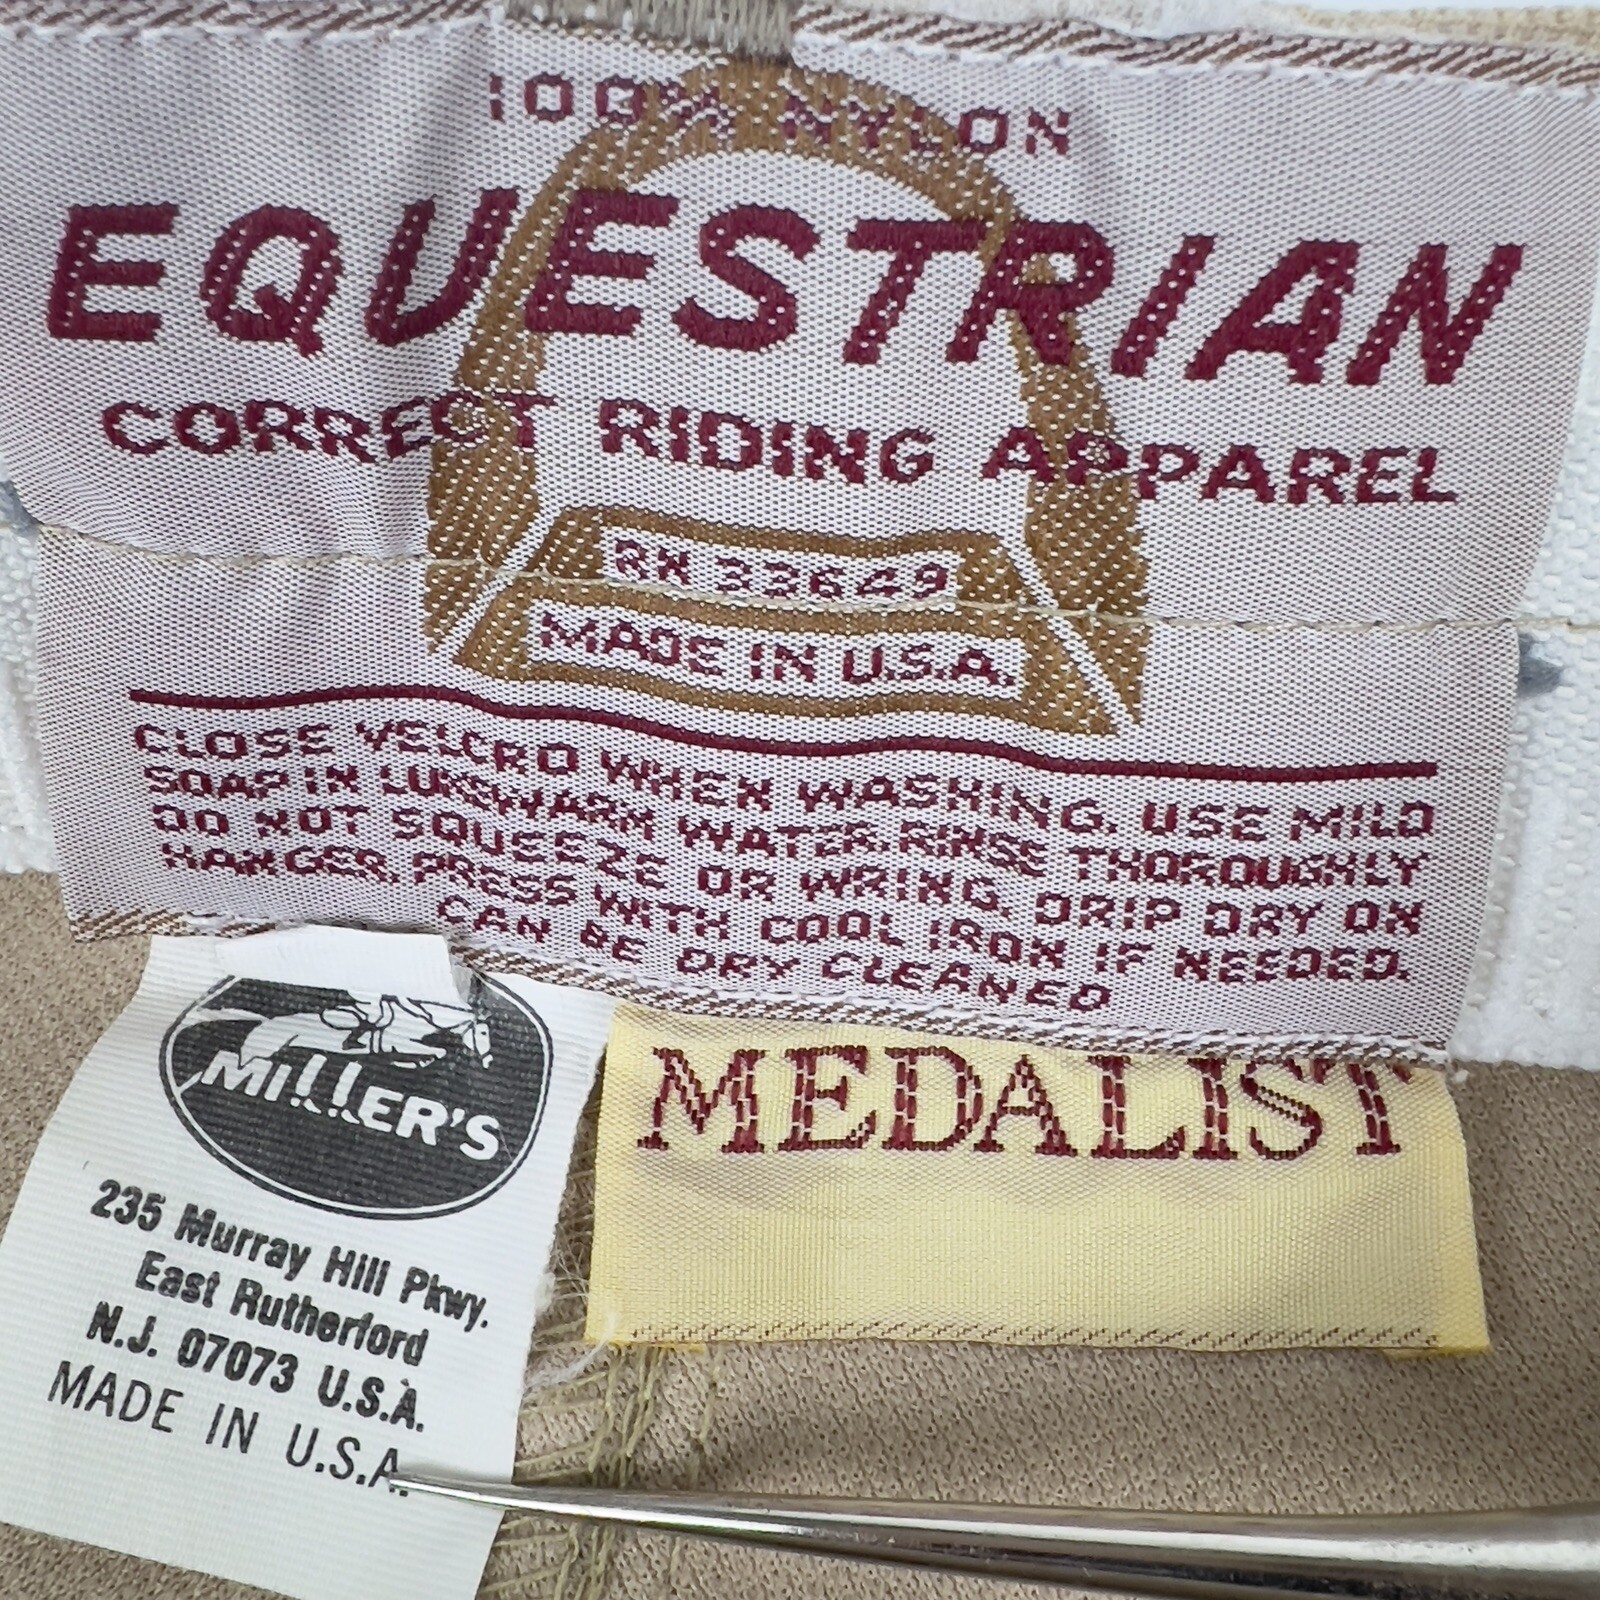 100% NYLON
EQUESTRIAN
CORRECT RIDING APPAREL
RN 33649
MADE IN U.S.A.
CLOSE VELCRO WHEN WASHING. USE MILD
SOAP IN LUKEWARM WATER. RINSE THOROUGHLY
DO NOT SQUEEZE OR WRING. DRIP DRY ON
HANGER. PRESS WITH COOL IRON IF NEEDED.
CAN BE DRY CLEANED
MILLER'S
235 Murray Hill Pkwy.
East Rutherford
N.J. 07073 U.S.A.
MADE IN U.S.A.
MEDALIST